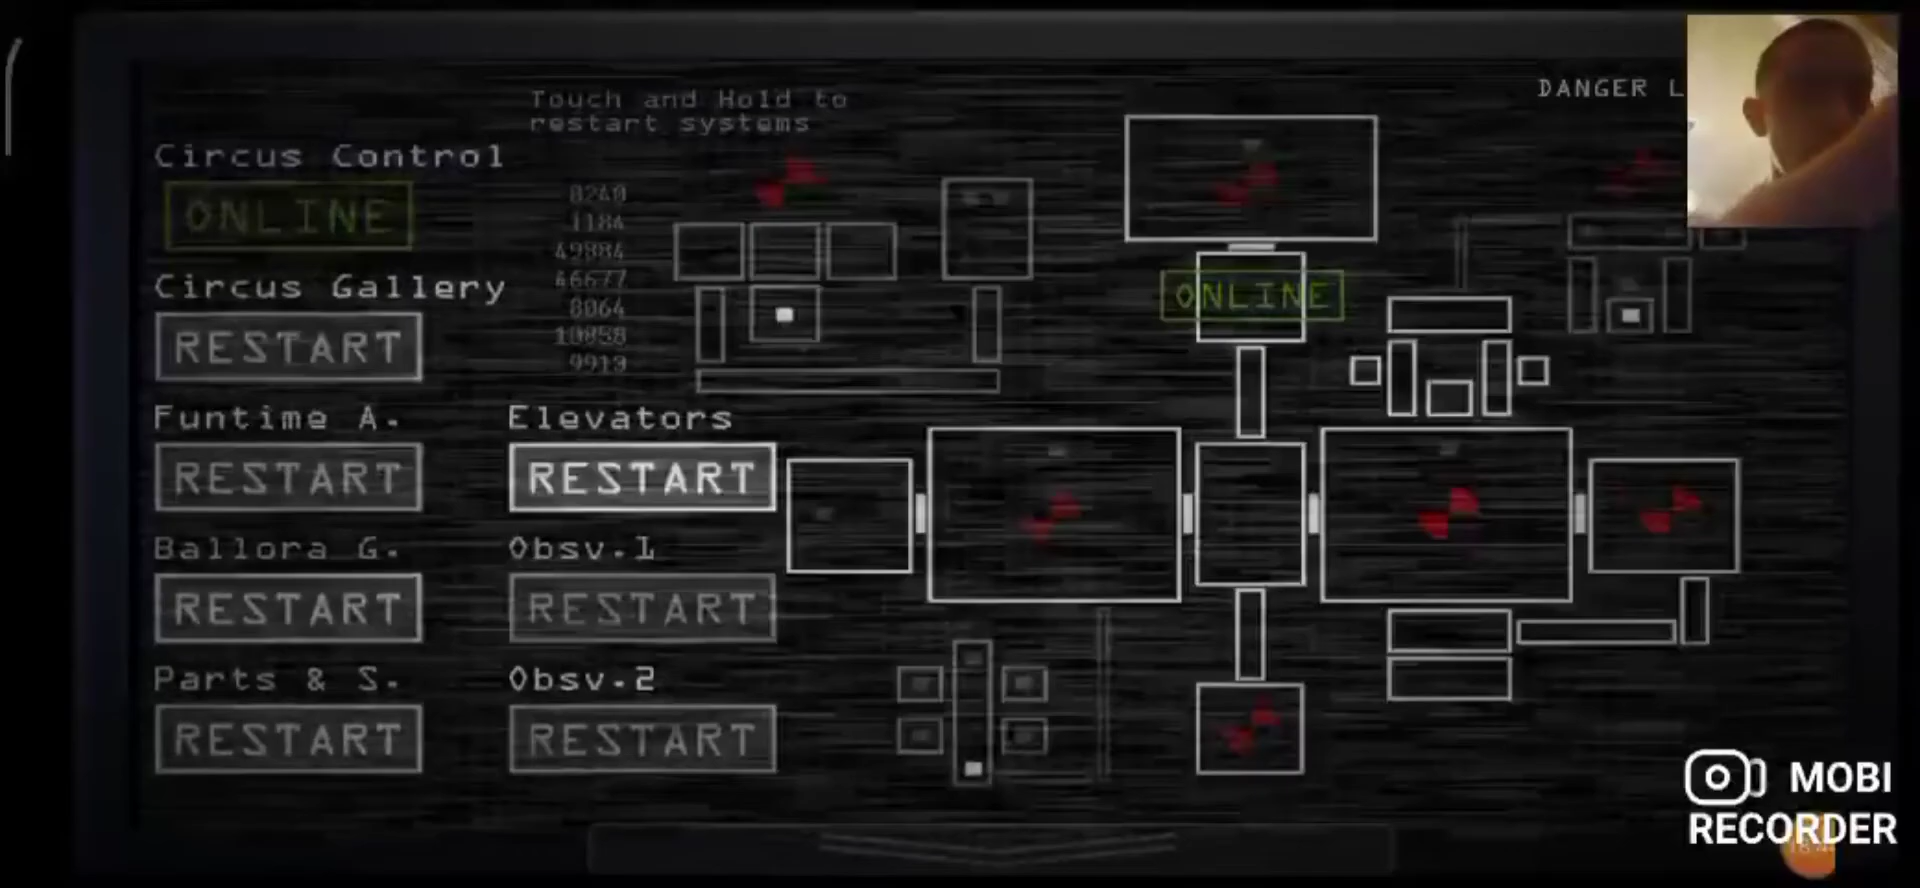 Touch and Hold to
restart systems
DANGER L
Circus Control
ONLINE
8240
1184
49884
46677
8064
10858
9913
ONLINE
Circus Gallery
RESTART
Funtime A.
RESTART
Elevators
RESTART
Ballora G.
RESTART
Obsv.1
RESTART
Parts & S.
RESTART
Obsv.2
RESTART
MOBI
RECORDER